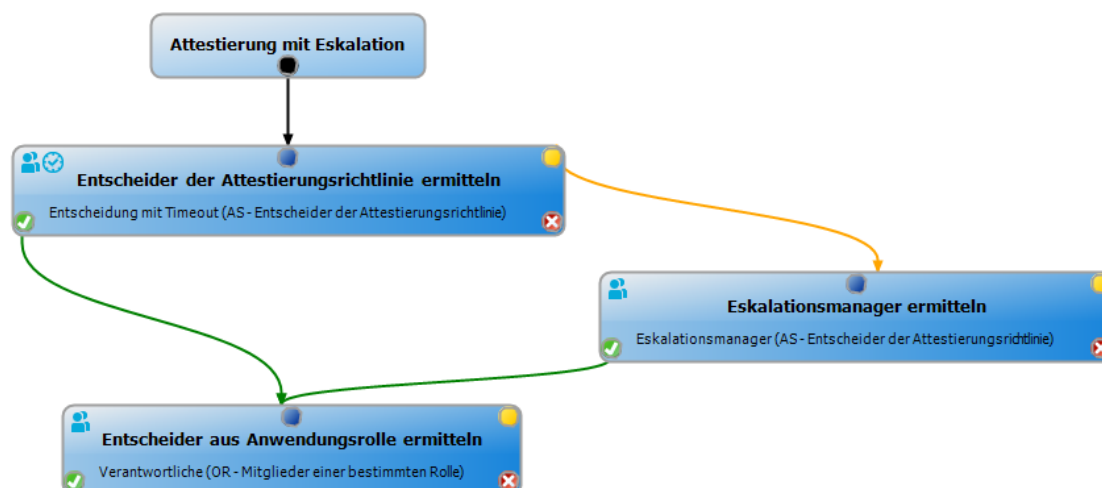 Attestierung mit Eskalation
Entscheider der Attestierungsrichtlinie ermitteln
Entscheidung mit Timeout (AS - Entscheider der Attestierungsrichtlinie)
Eskalationsmanager ermitteln
Eskalationsmanager (AS - Entscheider der Attestierungsrichtlinie)
Entscheider aus Anwendungsrolle ermitteln
Verantwortliche (OR - Mitglieder einer bestimmten Rolle)